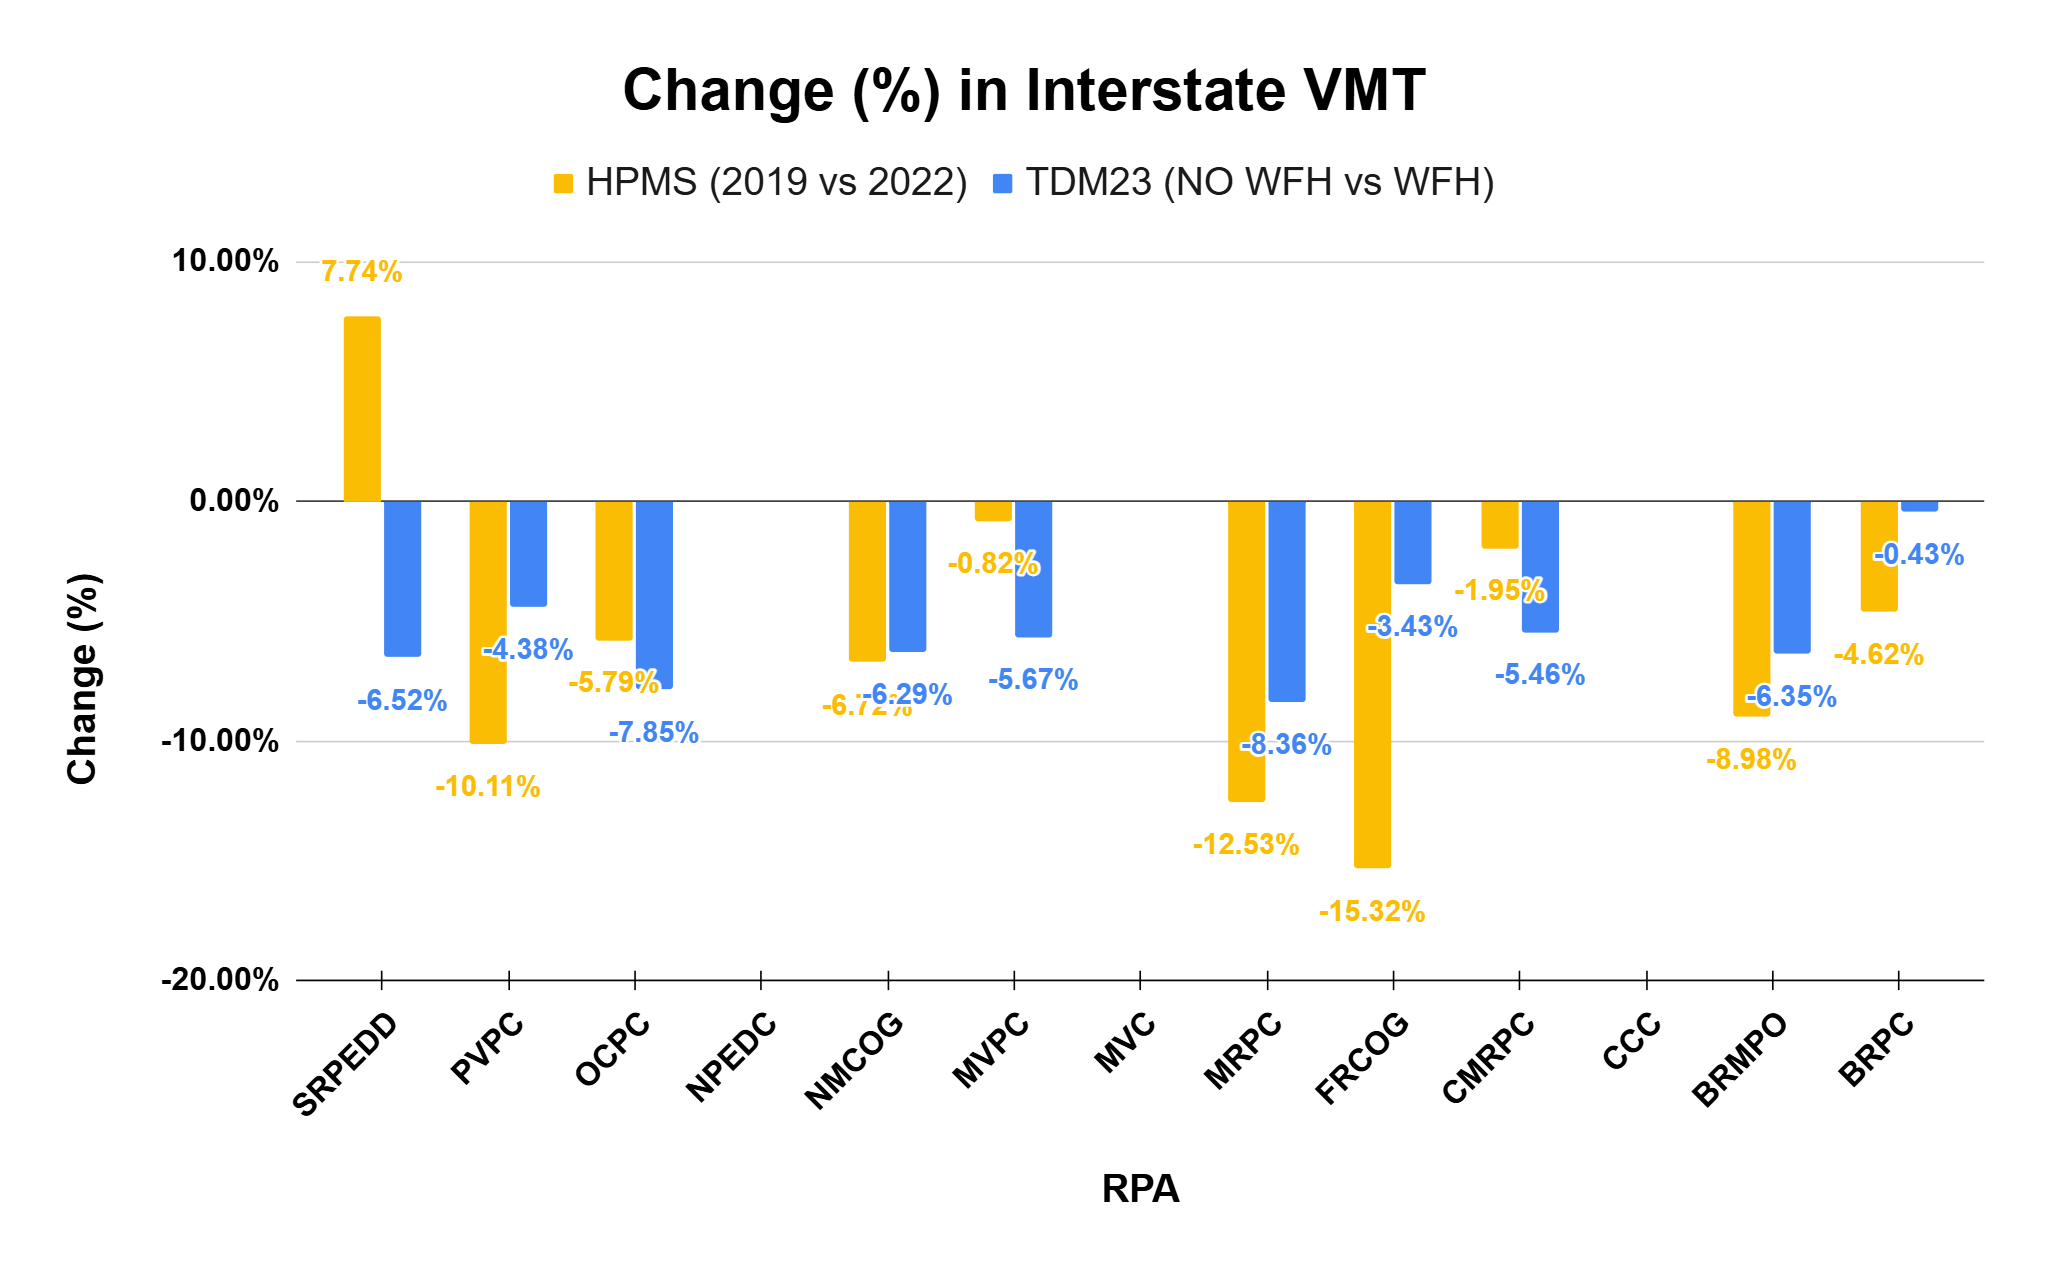 Change (%) in Interstate VMT
HPMS (2019 vs 2022) TDM23 (NO WFH vs WFH)
Change (%)
10.00%
0.00%
-10.00%
-20.00%
7.74%
-6.52%
-10.11%
-4.38%
-5.79%
-7.85%
-6.72%
-6.29%
-0.82%
-5.67%
-12.53%
-8.36%
-15.32%
-3.43%
-1.95%
-5.46%
-8.98%
-6.35%
-4.62%
-0.43%
SRPEDD
PVPC
OCPC
NPEDC
NMCOG
MVPC
MVC
MRPC
FRCOG
CMRPC
CCC
BRMPO
BRPC
RPA